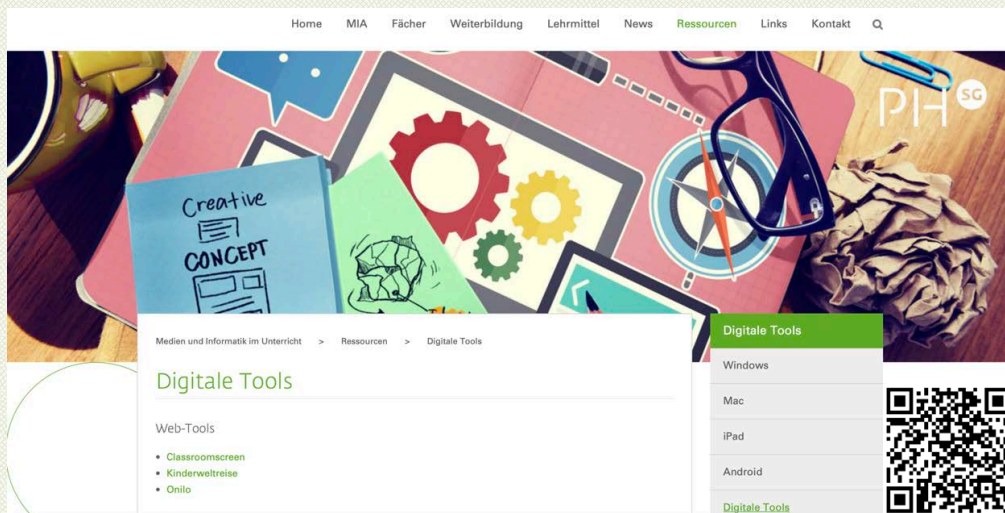 Home MIA Fächer Weiterbildung Lehrmittel News Ressourcen Links Kontakt
PH SG
Creative
CONCEPT
Medien und Informatik im Unterricht > Ressourcen > Digitale Tools
Digitale Tools
Web-Tools
• Classroomscreen
• Kinderweltreise
• Onilo
Digitale Tools
Windows
Mac
iPad
Android
Digitale Tools